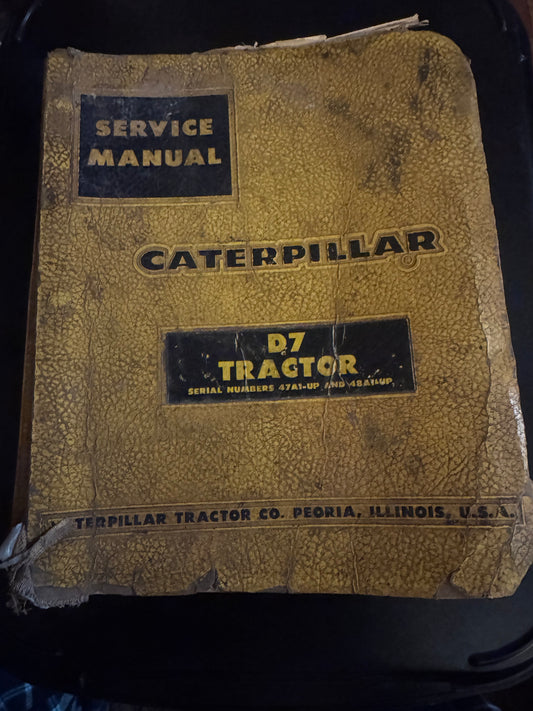 SERVICE
MANUAL
CATERPILLAR
D7
TRACTOR
SERIAL NUMBERS 47A1-UP AND 48A1-UP
TERPILLAR TRACTOR CO. PEORIA, ILLINOIS, U.S.A.